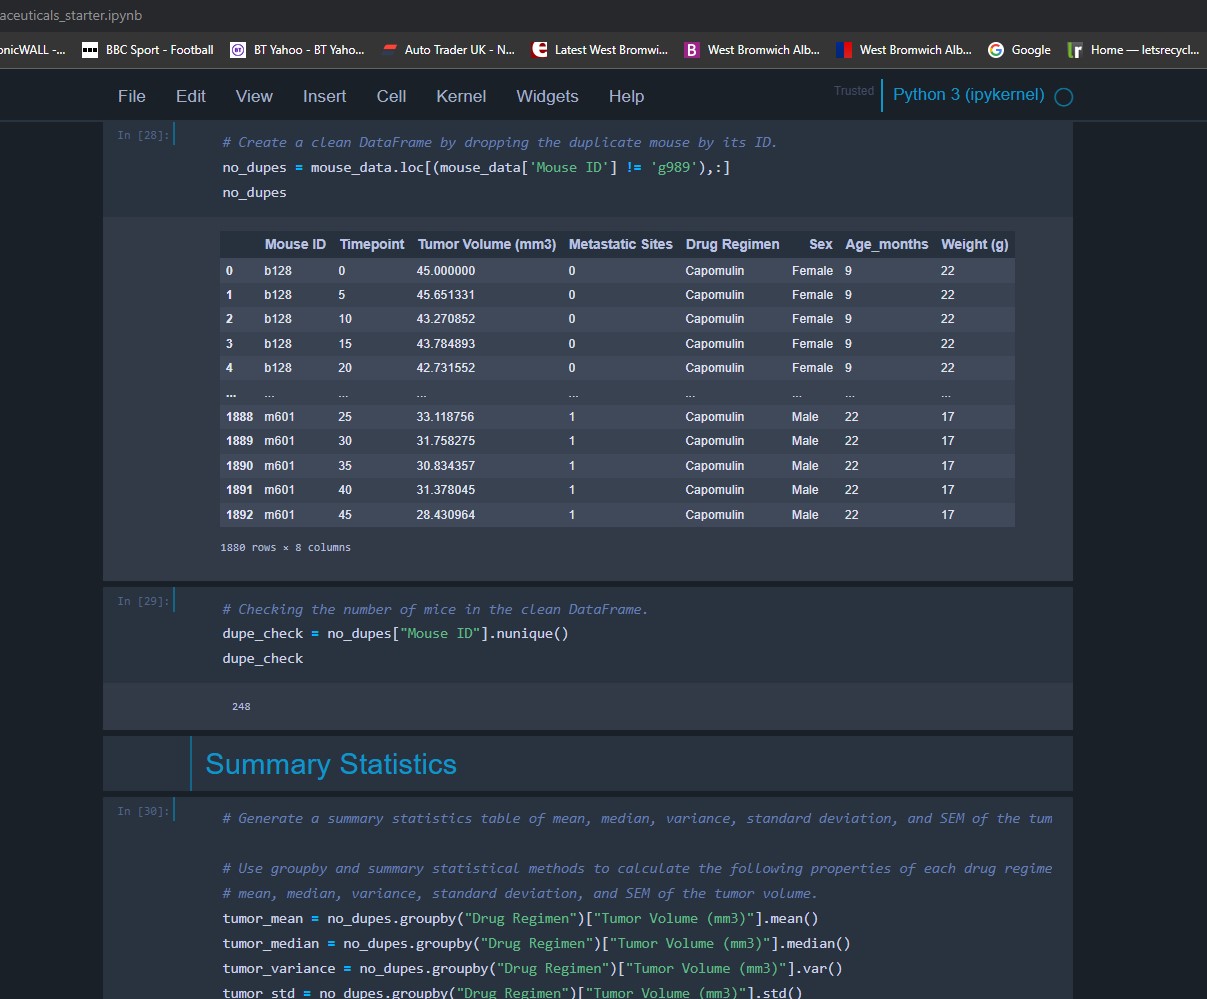 aceuticals_starter.ipynb
onicWALL -... BBC Sport - Football BT Yahoo - BT Yaho... Auto Trader UK - N... Latest West Bromwi... West Bromwich Alb... West Bromwich Alb... Google Home — letsrecycl...
File Edit View Insert Cell Kernel Widgets Help Trusted Python 3 (ipykernel)
In [28]:
# Create a clean DataFrame by dropping the duplicate mouse by its ID.
no_dupes = mouse_data.loc[(mouse_data['Mouse ID'] != 'g989'),:]
no_dupes
Mouse ID Timepoint Tumor Volume (mm3) Metastatic Sites Drug Regimen Sex Age_months Weight (g)
0 b128 0 45.000000 0 Capomulin Female 9 22
1 b128 5 45.651331 0 Capomulin Female 9 22
2 b128 10 43.270852 0 Capomulin Female 9 22
3 b128 15 43.784893 0 Capomulin Female 9 22
4 b128 20 42.731552 0 Capomulin Female 9 22
... ... ... ... ... ... ... ... ...
1888 m601 25 33.118756 1 Capomulin Male 22 17
1889 m601 30 31.758275 1 Capomulin Male 22 17
1890 m601 35 30.834357 1 Capomulin Male 22 17
1891 m601 40 31.378045 1 Capomulin Male 22 17
1892 m601 45 28.430964 1 Capomulin Male 22 17
1880 rows × 8 columns
In [29]:
# Checking the number of mice in the clean DataFrame.
dupe_check = no_dupes["Mouse ID"].nunique()
dupe_check
248
Summary Statistics
In [30]:
# Generate a summary statistics table of mean, median, variance, standard deviation, and SEM of the tum
# Use groupby and summary statistical methods to calculate the following properties of each drug regime
# mean, median, variance, standard deviation, and SEM of the tumor volume.
tumor_mean = no_dupes.groupby("Drug Regimen")["Tumor Volume (mm3)"].mean()
tumor_median = no_dupes.groupby("Drug Regimen")["Tumor Volume (mm3)"].median()
tumor_variance = no_dupes.groupby("Drug Regimen")["Tumor Volume (mm3)"].var()
tumor_std = no_dupes.groupby("Drug Regimen")["Tumor Volume (mm3)"].std()